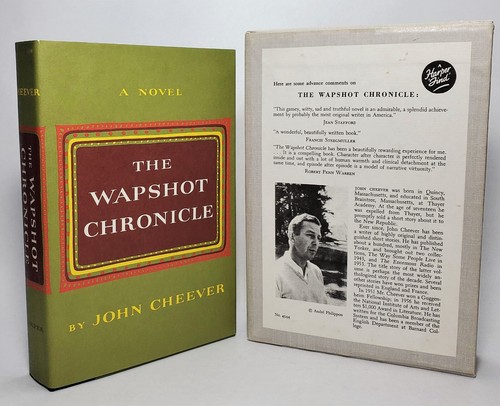 CHEEVER
THE WAPSHOT
CHRONICLE
HARPER
A NOVEL
THE
WAPSHOT
CHRONICLE
BY JOHN CHEEVER
A
Harper
Find
Here are some advance comments on
THE WAPSHOT CHRONICLE:
"This gamey, witty, sad and truthful novel is an admirable, a splendid achieve-
ment by probably the most original writer in America."
JEAN STAFFORD
"A wonderful, beautifully written book."
FRANCIS STEEGMULLER
"The Wapshot Chronicle has been a beautifully rewarding experience for me.
. . . It is a compelling book. Character after character is perfectly rendered
inside and out with a lot of human warmth and clinical detachment at the
same time, and episode after episode is a model of narrative virtuosity."
ROBERT PENN WARREN
JOHN CHEEVER was born in Quincy,
Massachusetts, and educated in South
Braintree, Massachusetts, at Thayer
Academy. At the age of seventeen he
was expelled from Thayer, but he
promptly sold a short story about it to
the New Republic.
Ever since, John Cheever has been
a writer of highly original and distin-
guished short stories. He has published
about a hundred, mostly in The New
Yorker, and brought out two collec-
tions, The Way Some People Live in
1943, and The Enormous Radio in
1953. The title story of the latter vol-
ume is perhaps the most widely an-
thologized story of the decade. Several
other stories have won prizes and been
reprinted in England and France.
In 1951 Mr. Cheever won a Guggen-
heim Fellowship; in 1956 he received
the National Institute of Arts and Let-
ters $1,000 Award in Literature. He has
written for the Columbia Broadcasting
System and has been a member of the
English Department at Barnard Col-
lege.
© André Philippon